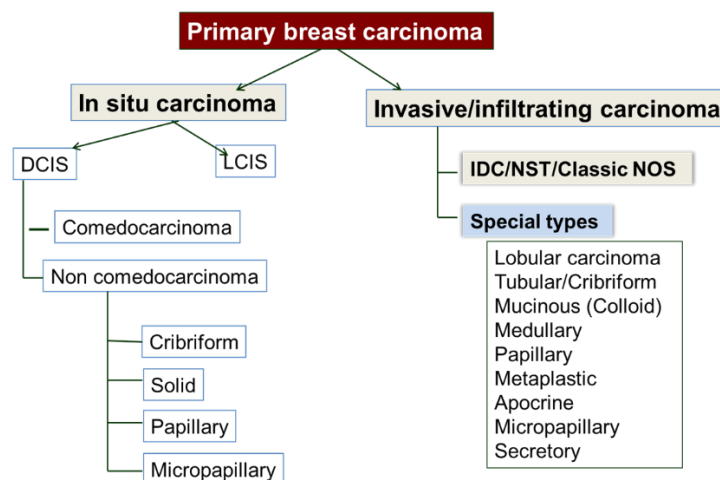 Primary breast carcinoma
In situ carcinoma
Invasive/infiltrating carcinoma
DCIS
LCIS
IDC/NST/Classic NOS
Comedocarcinoma
Special types
Non comedocarcinoma
Lobular carcinoma
Tubular/Cribriform
Mucinous (Colloid)
Medullary
Papillary
Metaplastic
Apocrine
Micropapillary
Secretory
Cribriform
Solid
Papillary
Micropapillary